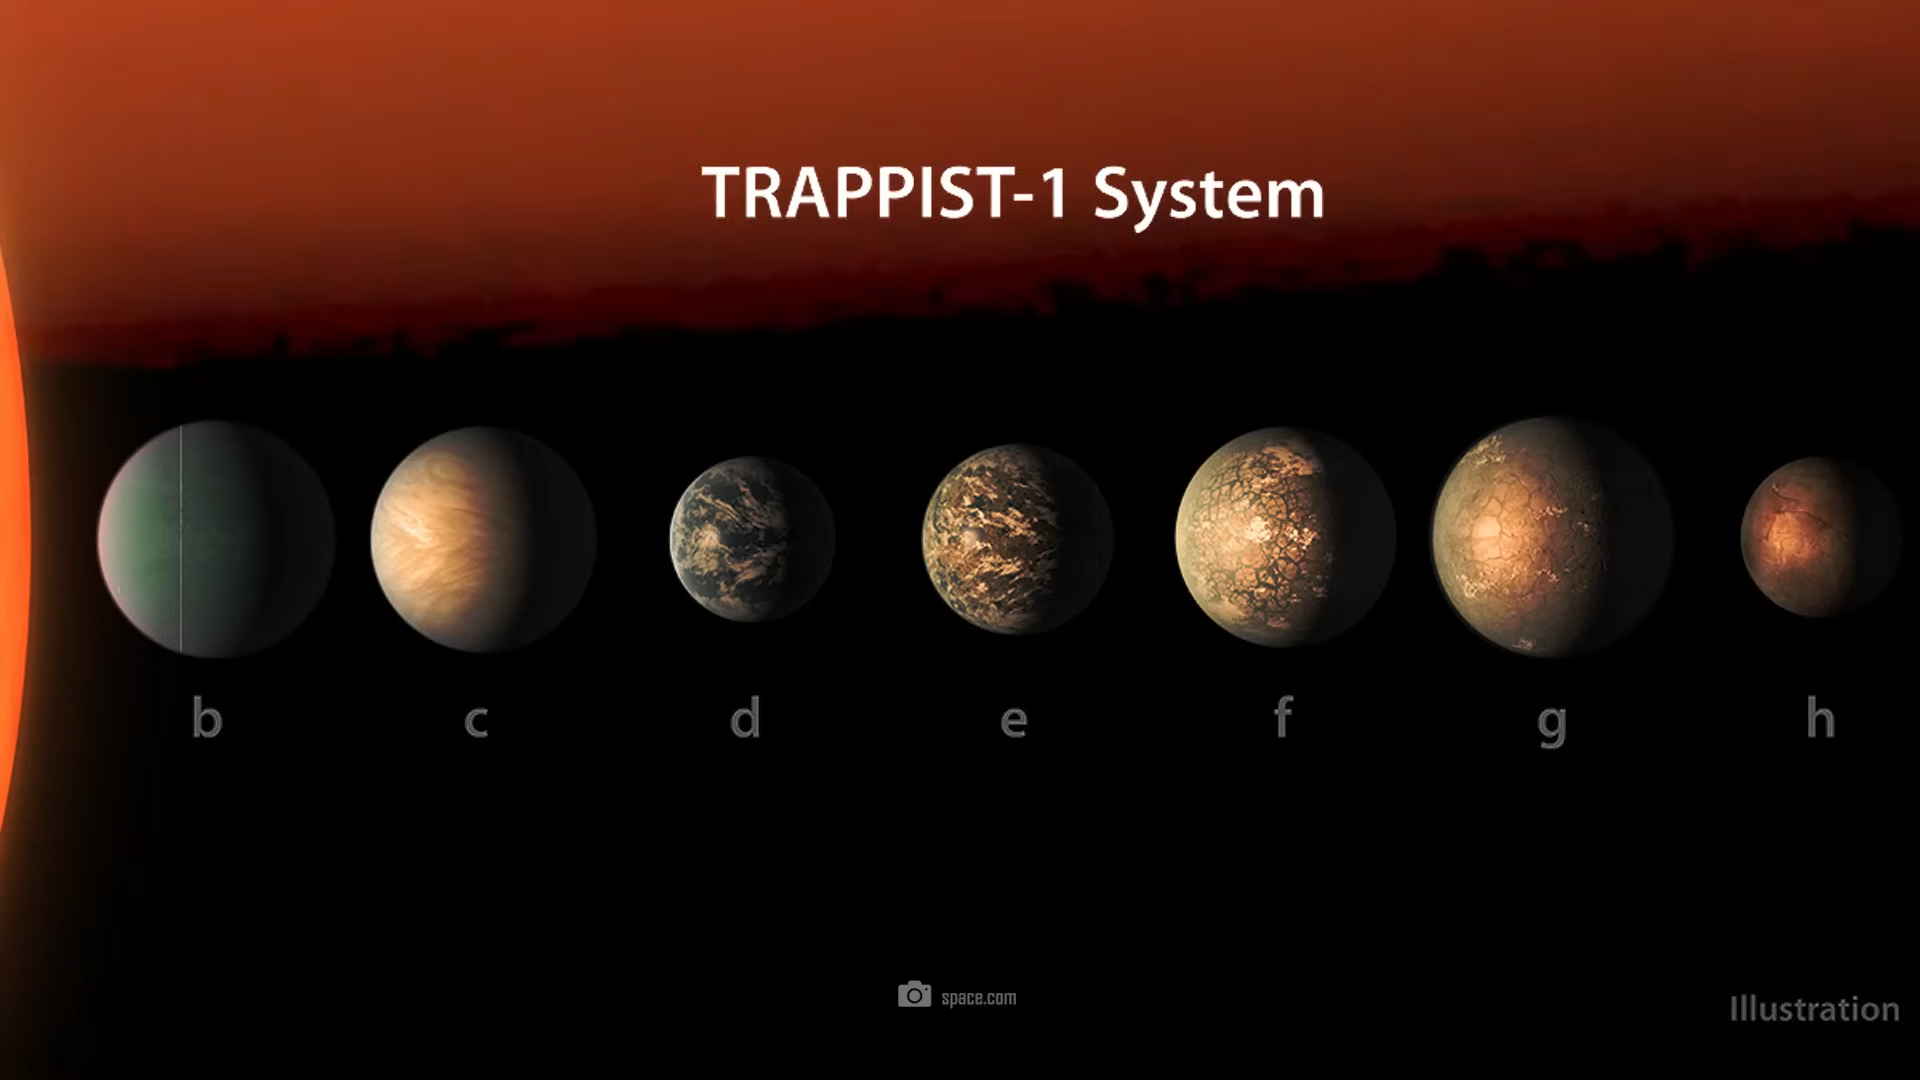 TRAPPIST-1 System
b c d e f g h
space.com
Illustration